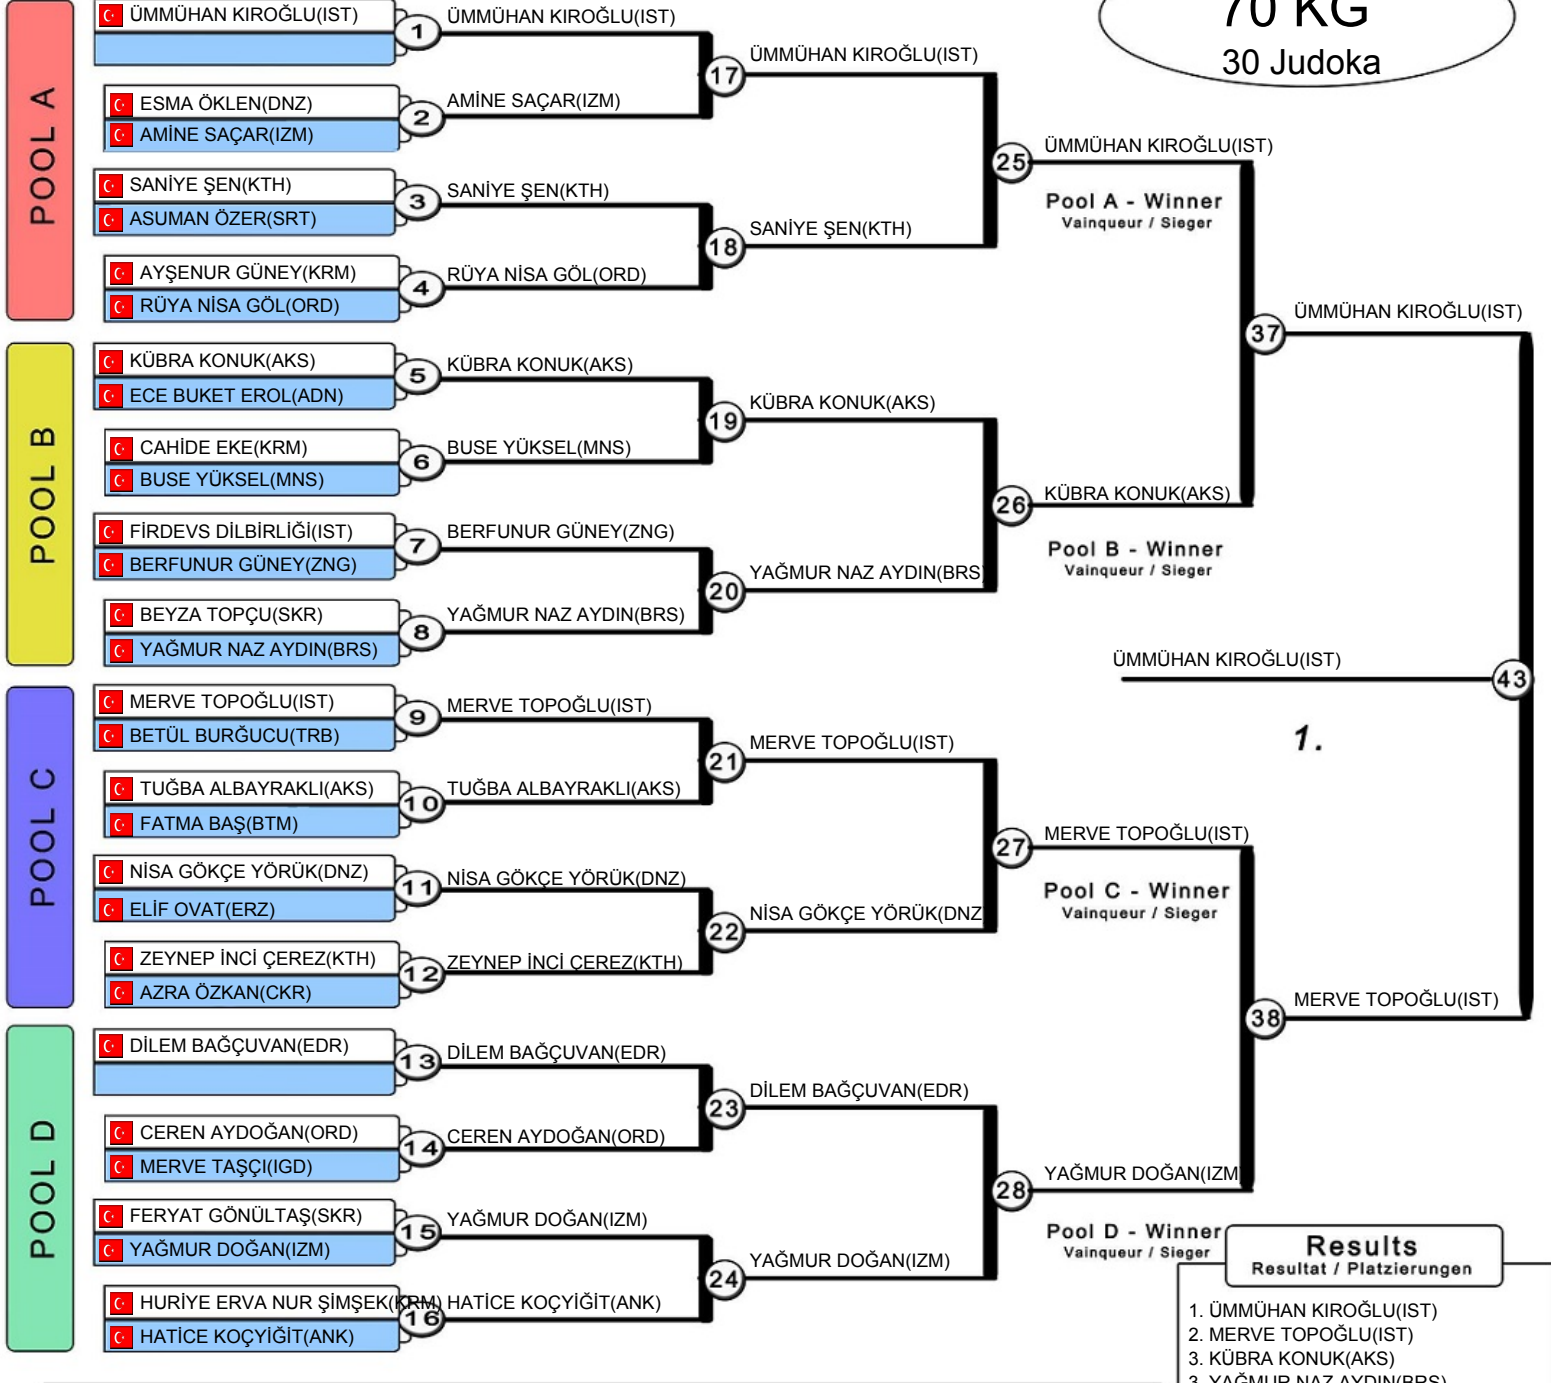 70 KG
30 Judoka
POOL A
ÜMMÜHAN KIROĞLU(IST)
1
ÜMMÜHAN KIROĞLU(IST)
ESMA ÖKLEN(DNZ)
AMİNE SAÇAR(IZM)
2
AMİNE SAÇAR(IZM)
17
ÜMMÜHAN KIROĞLU(IST)
SANİYE ŞEN(KTH)
ASUMAN ÖZER(SRT)
3
SANİYE ŞEN(KTH)
AYŞENUR GÜNEY(KRM)
RÜYA NİSA GÖL(ORD)
4
RÜYA NİSA GÖL(ORD)
18
SANİYE ŞEN(KTH)
25
ÜMMÜHAN KIROĞLU(IST)
Pool A - Winner
Vainqueur / Sieger
POOL B
KÜBRA KONUK(AKS)
ECE BUKET EROL(ADN)
5
KÜBRA KONUK(AKS)
CAHİDE EKE(KRM)
BUSE YÜKSEL(MNS)
6
BUSE YÜKSEL(MNS)
19
KÜBRA KONUK(AKS)
FİRDEVS DİLBİRLİĞİ(IST)
BERFUNUR GÜNEY(ZNG)
7
BERFUNUR GÜNEY(ZNG)
BEYZA TOPÇU(SKR)
YAĞMUR NAZ AYDIN(BRS)
8
YAĞMUR NAZ AYDIN(BRS)
20
YAĞMUR NAZ AYDIN(BRS)
26
KÜBRA KONUK(AKS)
Pool B - Winner
Vainqueur / Sieger
37
ÜMMÜHAN KIROĞLU(IST)
ÜMMÜHAN KIROĞLU(IST)
43
1.
POOL C
MERVE TOPOĞLU(IST)
BETÜL BURĞUCU(TRB)
9
MERVE TOPOĞLU(IST)
TUĞBA ALBAYRAKLI(AKS)
FATMA BAŞ(BTM)
10
TUĞBA ALBAYRAKLI(AKS)
21
MERVE TOPOĞLU(IST)
NİSA GÖKÇE YÖRÜK(DNZ)
ELİF OVAT(ERZ)
11
NİSA GÖKÇE YÖRÜK(DNZ)
ZEYNEP İNCİ ÇEREZ(KTH)
AZRA ÖZKAN(CKR)
12
ZEYNEP İNCİ ÇEREZ(KTH)
22
NİSA GÖKÇE YÖRÜK(DNZ
27
MERVE TOPOĞLU(IST)
Pool C - Winner
Vainqueur / Sieger
POOL D
DİLEM BAĞÇUVAN(EDR)
13
DİLEM BAĞÇUVAN(EDR)
CEREN AYDOĞAN(ORD)
MERVE TAŞÇI(IGD)
14
CEREN AYDOĞAN(ORD)
23
DİLEM BAĞÇUVAN(EDR)
FERYAT GÖNÜLTAŞ(SKR)
YAĞMUR DOĞAN(IZM)
15
YAĞMUR DOĞAN(IZM)
HURİYE ERVA NUR ŞİMŞEK(KRM)
HATİCE KOÇYİĞİT(ANK)
16
HATİCE KOÇYİĞİT(ANK)
24
YAĞMUR DOĞAN(IZM)
28
YAĞMUR DOĞAN(IZM
Pool D - Winner
Vainqueur / Sieger
38
MERVE TOPOĞLU(IST)
Results
Resultat / Platzierungen
1. ÜMMÜHAN KIROĞLU(IST)
2. MERVE TOPOĞLU(IST)
3. KÜBRA KONUK(AKS)
3. YAĞMUR NAZ AYDIN(BRS)